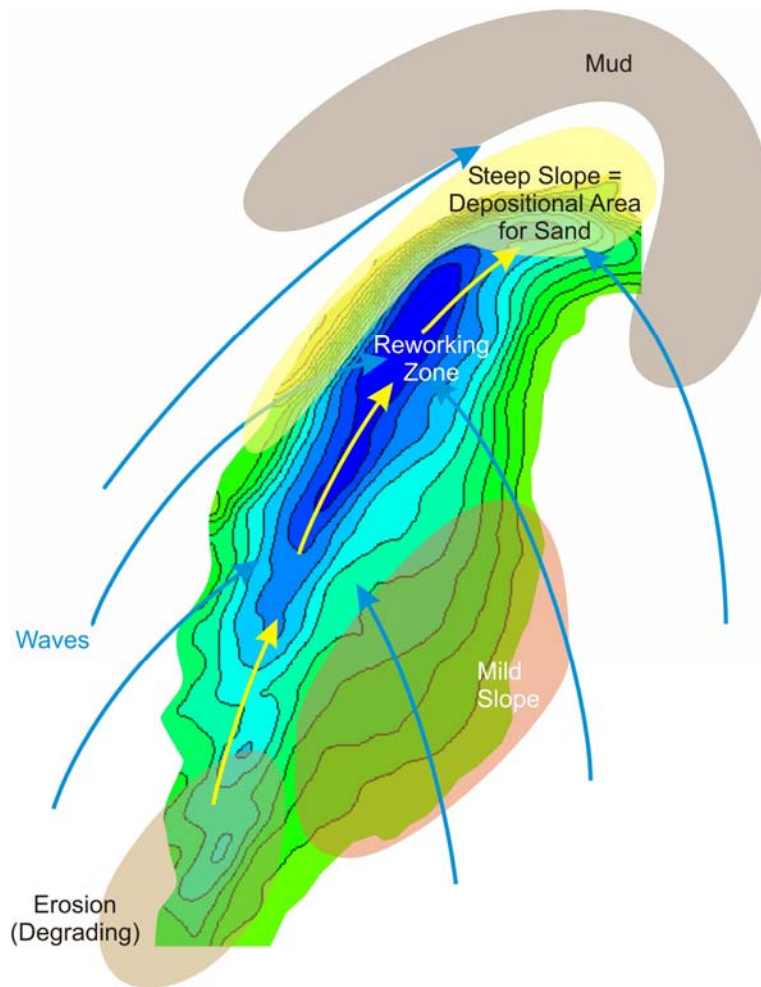 Mud
Steep Slope =
Depositional Area
for Sand
Reworking
Zone
Waves
Mild
Slope
Erosion
(Degrading)